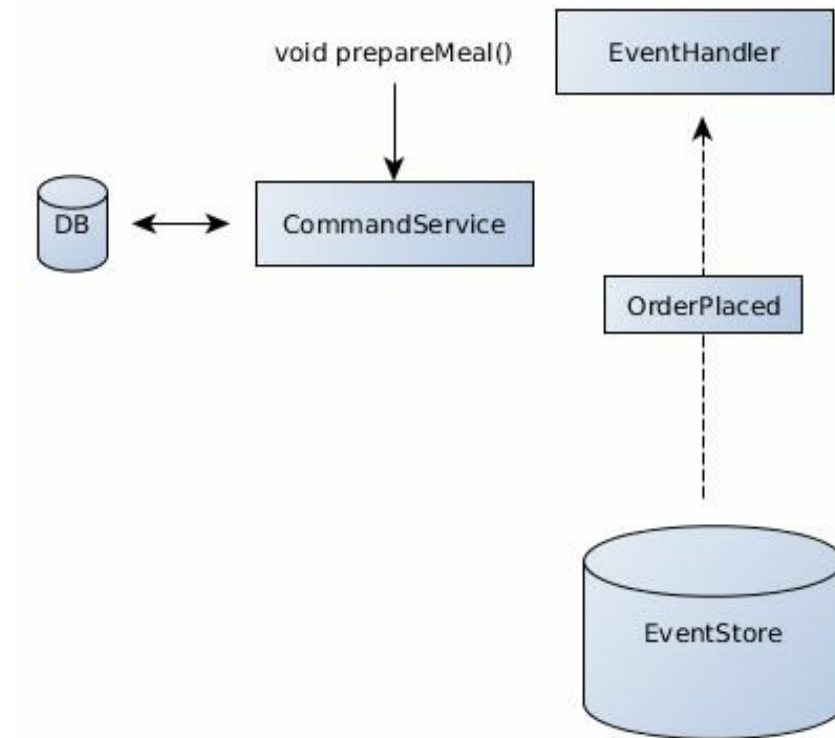 void prepareMeal()
EventHandler
DB
CommandService
OrderPlaced
EventStore